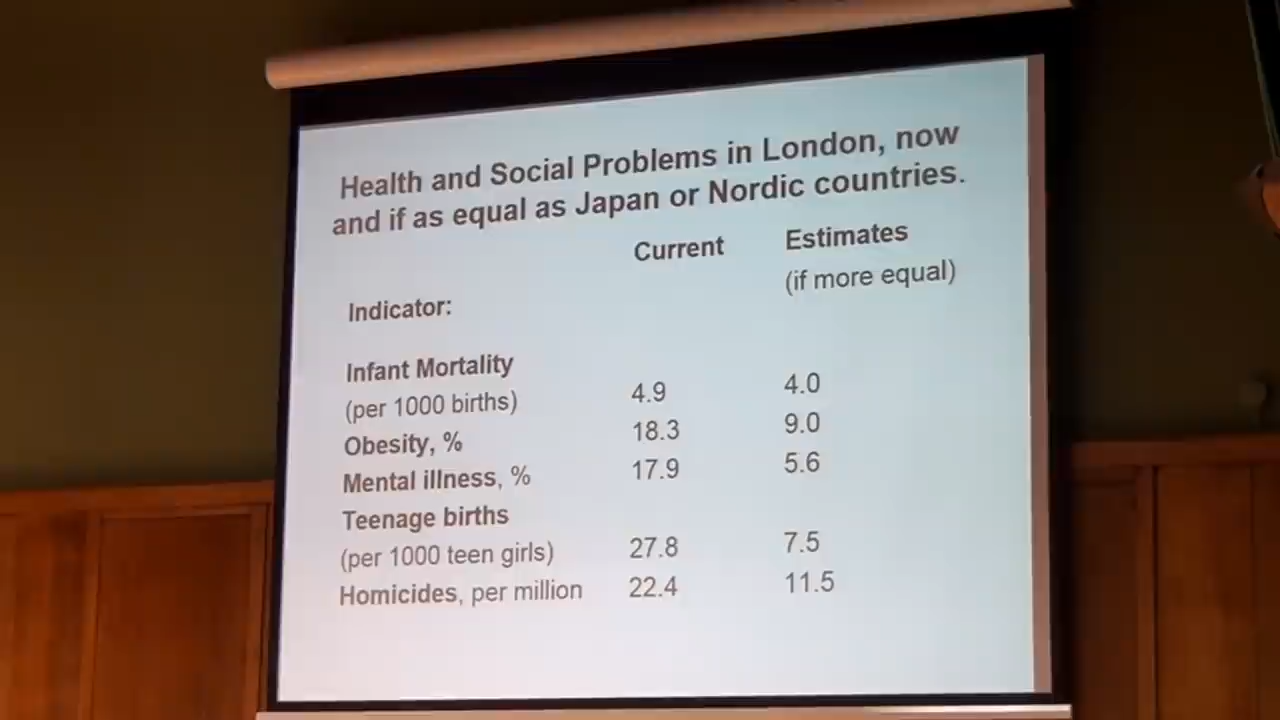 Health and Social Problems in London, now
and if as equal as Japan or Nordic countries.
Current Estimates
(if more equal)
Indicator:
Infant Mortality
(per 1000 births) 4.9 4.0
Obesity, % 18.3 9.0
Mental illness, % 17.9 5.6
Teenage births
(per 1000 teen girls) 27.8 7.5
Homicides, per million 22.4 11.5